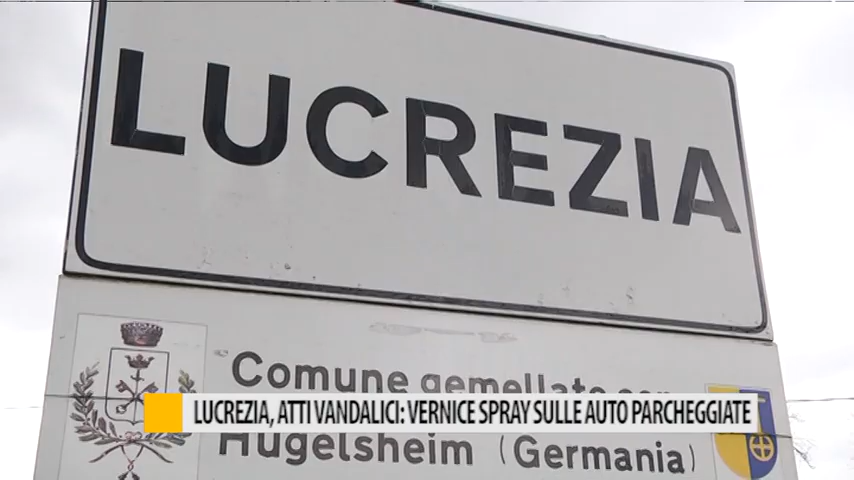 LUCREZIA
Comune gemellato con
LUCREZIA, ATTI VANDALICI: VERNICE SPRAY SULLE AUTO PARCHEGGIATE
Hugelsheim (Germania)